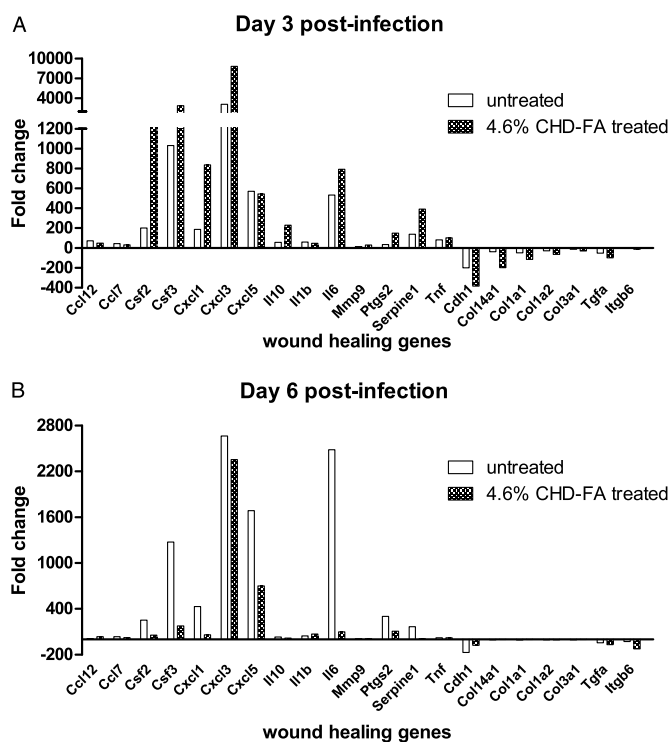 A
Day 3 post-infection
10000
7000
4000
1200
1000
800
600
400
200
0
-200
-400
Fold change
untreated
4.6% CHD-FA treated
Ccl12 Ccl7 Csf2 Csf3 Cxcl1 Cxcl3 Cxcl5 Il10 Il1b Il6 Mmp9 Ptgs2 Serpine1 Tnf Cdh1 Col14a1 Col1a1 Col1a2 Col3a1 Tgfa Itgb6
wound healing genes
B
Day 6 post-infection
2800
2200
1600
1000
400
-200
Fold change
untreated
4.6% CHD-FA treated
Ccl12 Ccl7 Csf2 Csf3 Cxcl1 Cxcl3 Cxcl5 Il10 Il1b Il6 Mmp9 Ptgs2 Serpine1 Tnf Cdh1 Col14a1 Col1a1 Col1a2 Col3a1 Tgfa Itgb6
wound healing genes